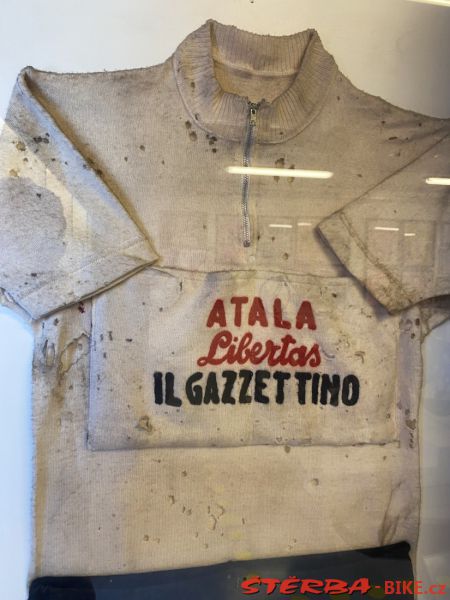 ATALA
Libertas
IL GAZZETTINO
ŠTĚRBA-BIKE.cz